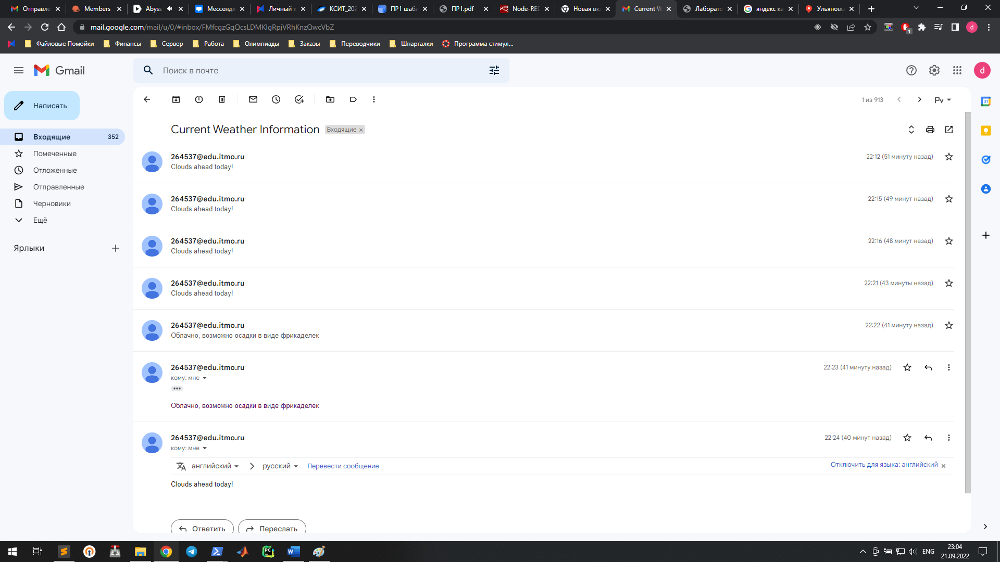 Отправле
Members
Abyss
Мессендж
Личный к
КСИТ_202
ПР1 шабл
ПР1.pdf
Node-RED
Новая вкл
Current W
Лаборато
яндекс ка
Ульяновс
mail.google.com/mail/u/0/#inbox/FMfcgzGqQcsLDMKlgRpjVRhKnzQwcVbZ
1
d
Файловые Помойки
Финансы
Сервер
Работа
Олимпиады
Заказы
Переводчики
Шпаргалки
Программа стимул...
Gmail
Поиск в почте
d
Написать
1 из 913
Ру
31
Current Weather Information
Входящие ×
Входящие 352
Помеченные
Отложенные
Отправленные
Черновики
Ещё
Ярлыки
264537@edu.itmo.ru
22:12 (51 минуту назад)
Clouds ahead today!
264537@edu.itmo.ru
22:15 (49 минут назад)
Clouds ahead today!
264537@edu.itmo.ru
22:16 (48 минут назад)
Clouds ahead today!
264537@edu.itmo.ru
22:21 (43 минуты назад)
Clouds ahead today!
264537@edu.itmo.ru
22:22 (41 минуту назад)
Облачно, возможно осадки в виде фрикаделек
264537@edu.itmo.ru
22:23 (41 минуту назад)
кому: мне
Облачно, возможно осадки в виде фрикаделек
264537@edu.itmo.ru
22:24 (40 минут назад)
кому: мне
английский
русский
Перевести сообщение
Отключить для языка: английский ×
Clouds ahead today!
Ответить
Переслать
ENG
23:04
21.09.2022